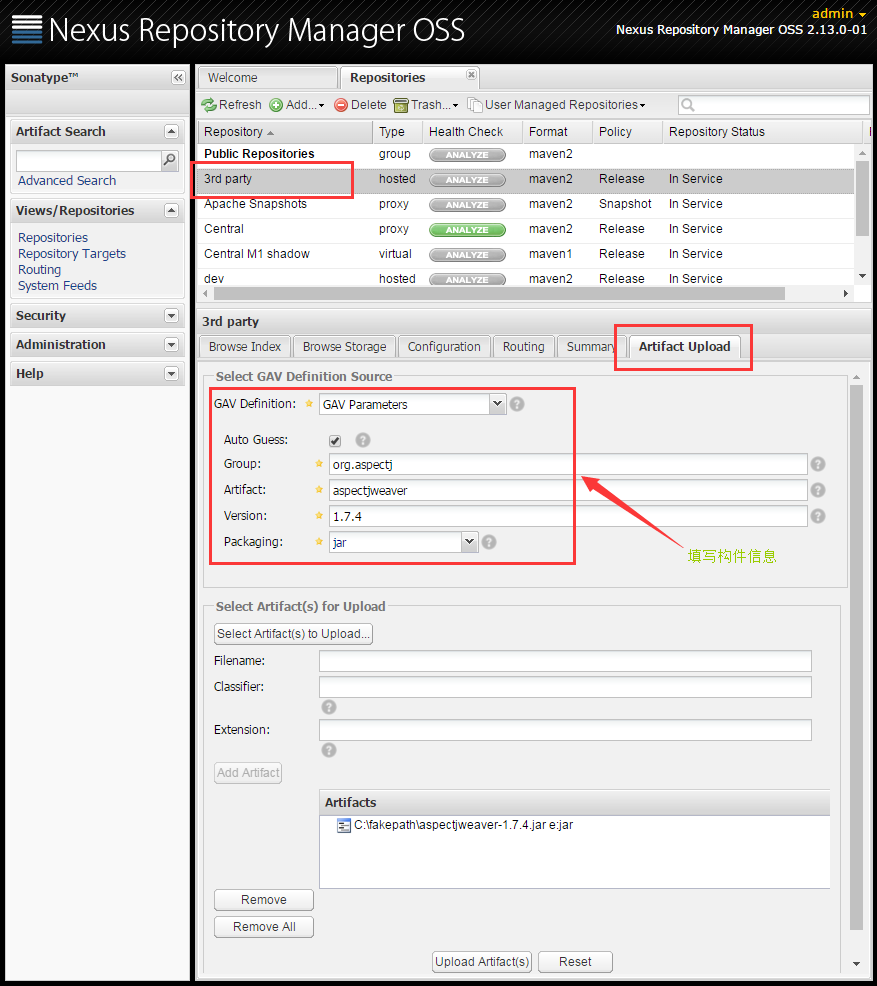 Nexus Repository Manager OSS
admin
Nexus Repository Manager OSS 2.13.0-01
Sonatype™
Welcome
Repositories
Refresh Add... Delete Trash... User Managed Repositories
Artifact Search
Advanced Search
Views/Repositories
Repositories
Repository Targets
Routing
System Feeds
Security
Administration
Help
Repository Type Health Check Format Policy Repository Status
Public Repositories group ANALYZE maven2
3rd party hosted ANALYZE maven2 Release In Service
Apache Snapshots proxy ANALYZE maven2 Snapshot In Service
Central proxy ANALYZE maven2 Release In Service
Central M1 shadow virtual ANALYZE maven1 Release In Service
dev hosted ANALYZE maven2 Release In Service
3rd party
Browse Index Browse Storage Configuration Routing Summary Artifact Upload
Select GAV Definition Source
GAV Definition: GAV Parameters
Auto Guess:
Group: org.aspectj
Artifact: aspectjweaver
Version: 1.7.4
Packaging: jar
填写构件信息
Select Artifact(s) for Upload
Select Artifact(s) to Upload...
Filename:
Classifier:
Extension:
Add Artifact
Artifacts
C:\fakepath\aspectjweaver-1.7.4.jar e:jar
Remove
Remove All
Upload Artifact(s) Reset